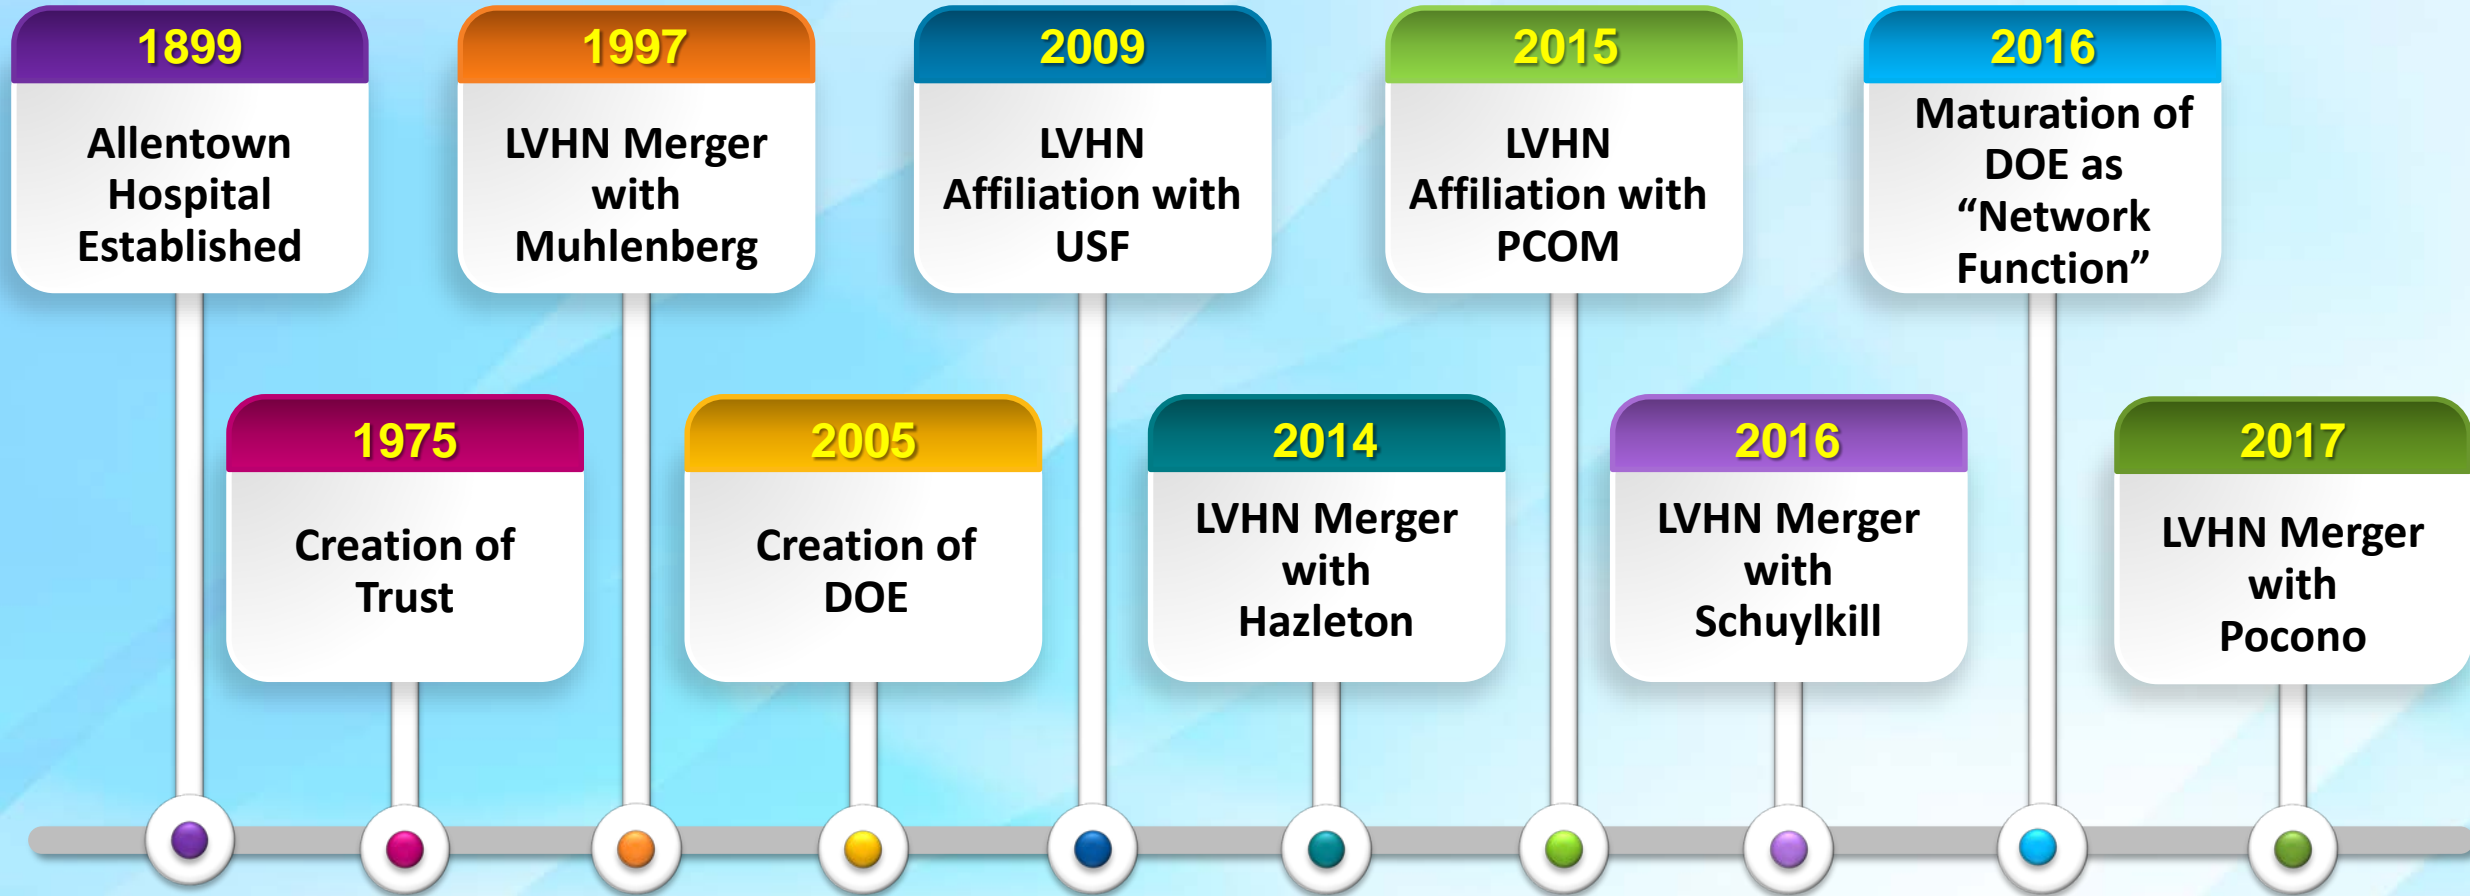 1899
Allentown
Hospital
Established
1975
Creation of
Trust
1997
LVHN Merger
with
Muhlenberg
2005
Creation of
DOE
2009
LVHN
Affiliation with
USF
2014
LVHN Merger
with
Hazleton
2015
LVHN
Affiliation with
PCOM
2016
LVHN Merger
with
Schuylkill
2016
Maturation of
DOE as
“Network
Function”
2017
LVHN Merger
with
Pocono